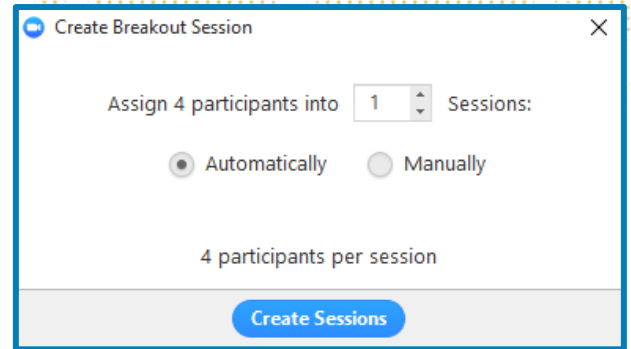 Create Breakout Session
Assign 4 participants into 1 Sessions:
Automatically Manually
4 participants per session
Create Sessions